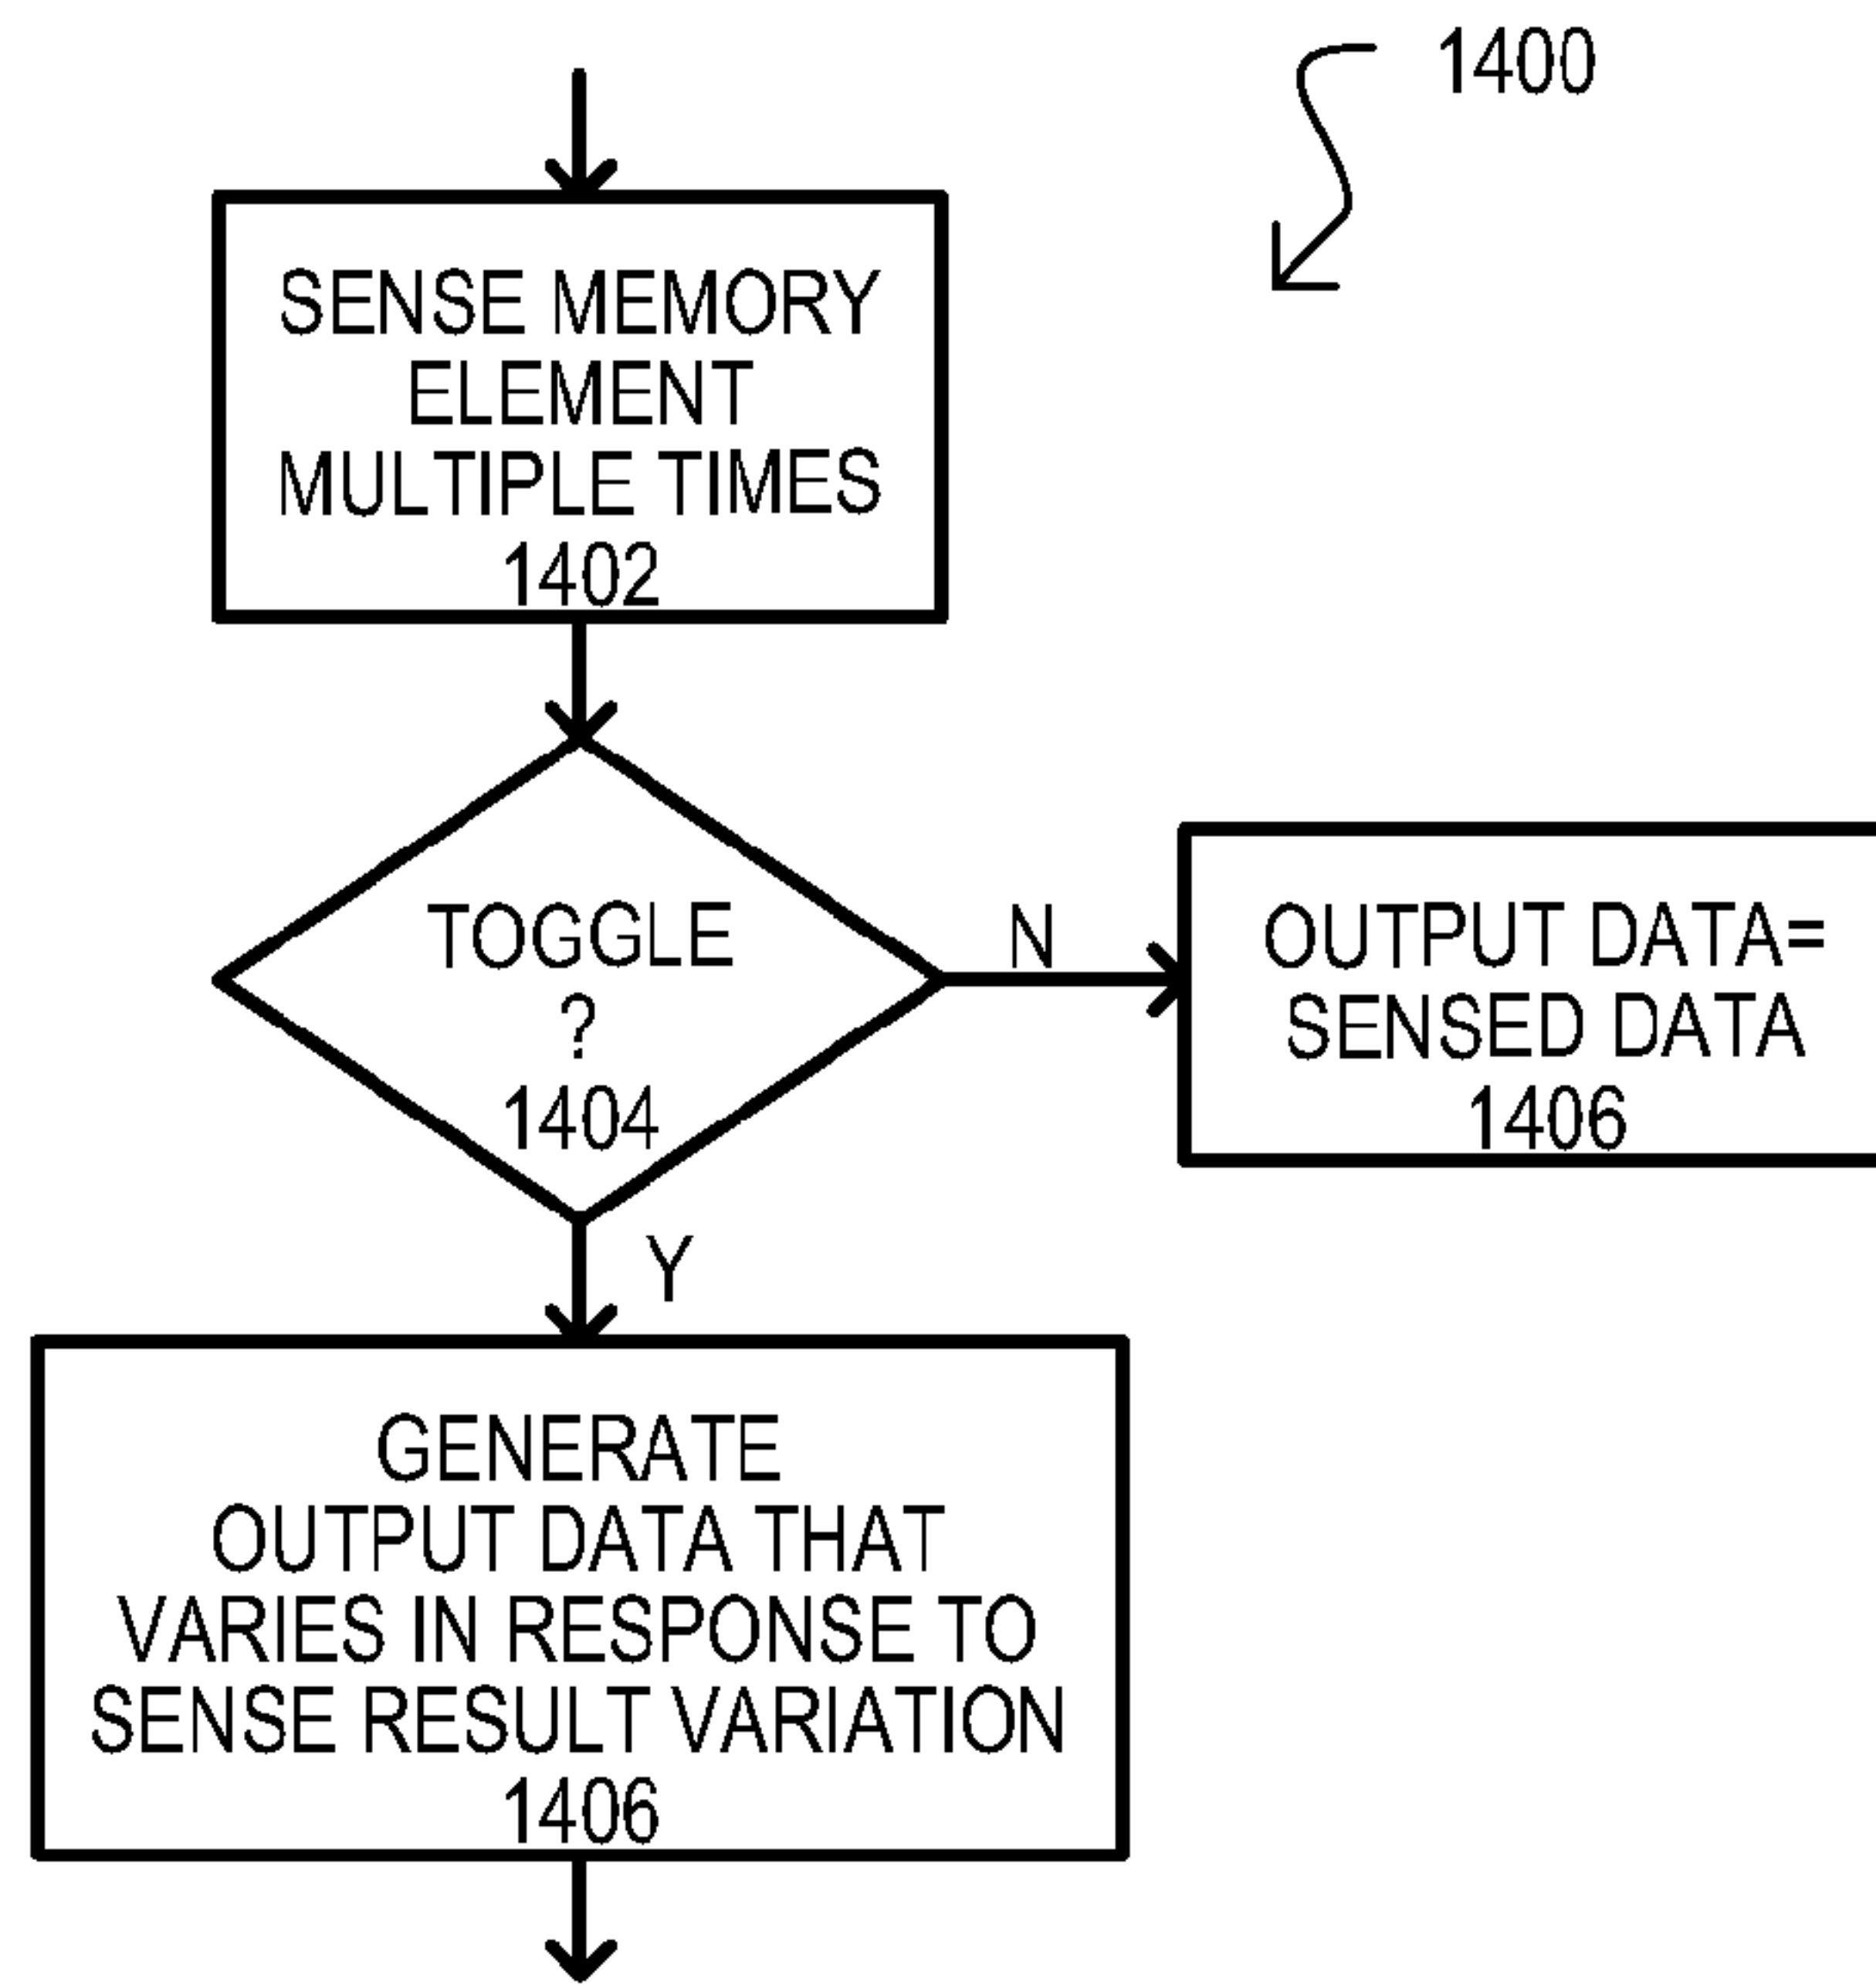 1400
SENSE MEMORY
ELEMENT
MULTIPLE TIMES
1402
TOGGLE
?
1404
N
OUTPUT DATA=
SENSED DATA
1406
Y
GENERATE
OUTPUT DATA THAT
VARIES IN RESPONSE TO
SENSE RESULT VARIATION
1406